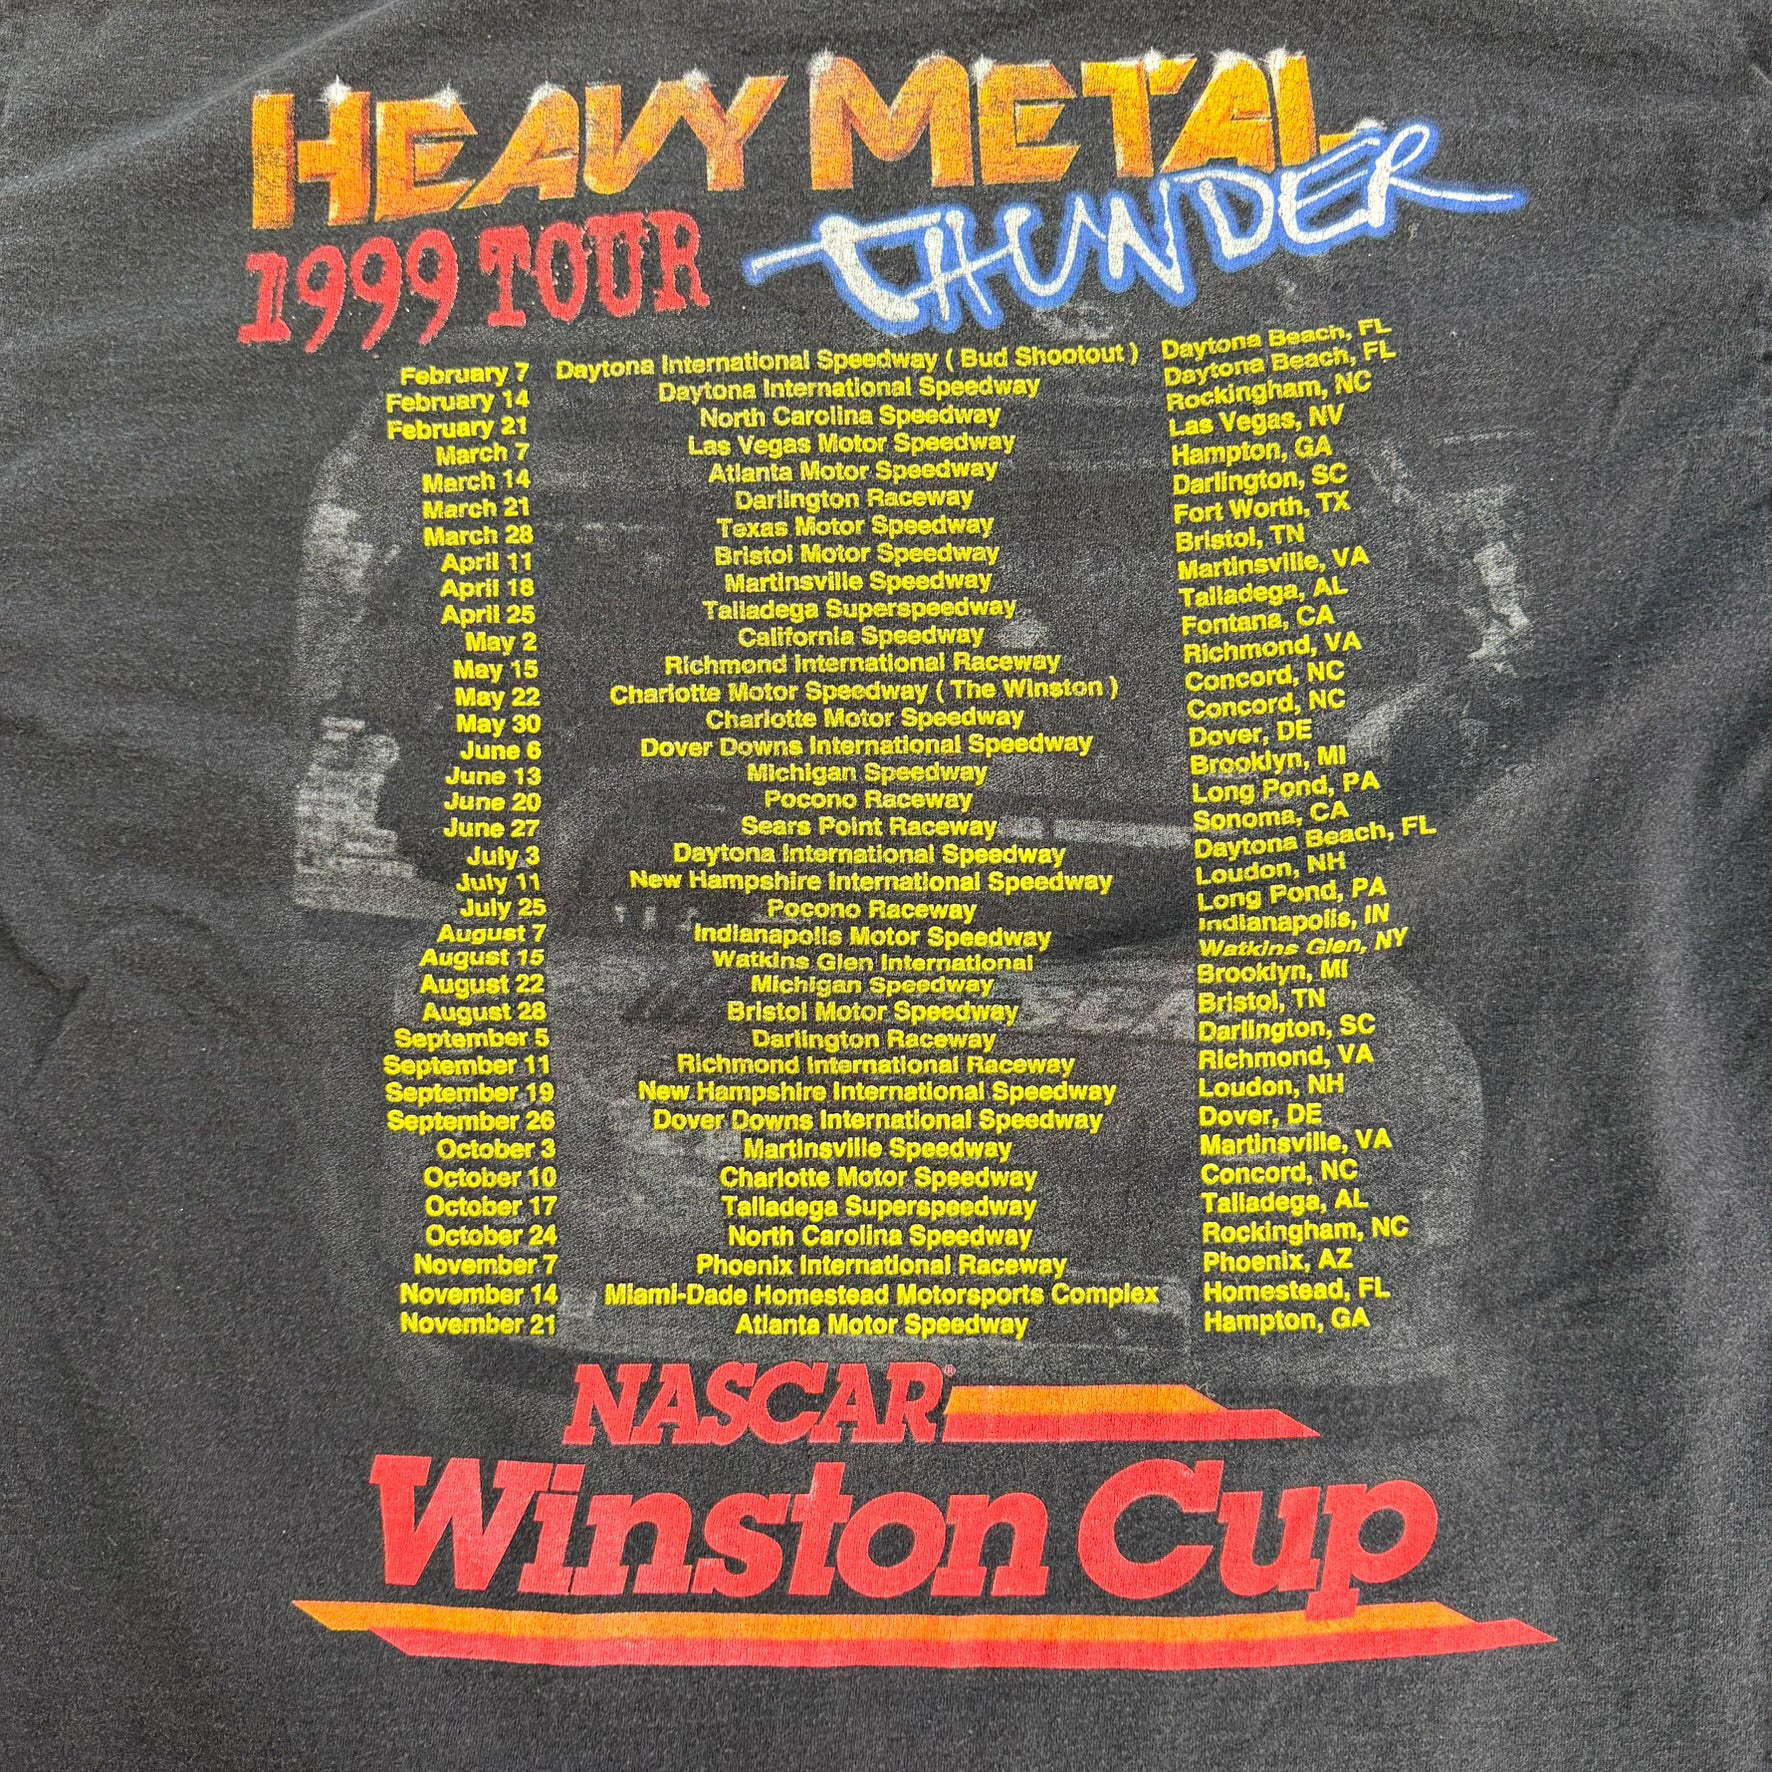 HEAVY METAL
1999 TOUR THUNDER
February 7 Daytona International Speedway ( Bud Shootout ) Daytona Beach, FL
February 14 Daytona International Speedway Daytona Beach, FL
February 21 North Carolina Speedway Rockingham, NC
March 7 Las Vegas Motor Speedway Las Vegas, NV
March 14 Atlanta Motor Speedway Hampton, GA
March 21 Darlington Raceway Darlington, SC
March 28 Texas Motor Speedway Fort Worth, TX
April 11 Bristol Motor Speedway Bristol, TN
April 18 Martinsville Speedway Martinsville, VA
April 25 Talladega Superspeedway Talladega, AL
May 2 California Speedway Fontana, CA
May 15 Richmond International Raceway Richmond, VA
May 22 Charlotte Motor Speedway ( The Winston ) Concord, NC
May 30 Charlotte Motor Speedway Concord, NC
June 6 Dover Downs International Speedway Dover, DE
June 13 Michigan Speedway Brooklyn, MI
June 20 Pocono Raceway Long Pond, PA
June 27 Sears Point Raceway Sonoma, CA
July 3 Daytona International Speedway Daytona Beach, FL
July 11 New Hampshire International Speedway Loudon, NH
July 25 Pocono Raceway Long Pond, PA
August 7 Indianapolis Motor Speedway Indianapolis, IN
August 15 Watkins Glen International Watkins Glen, NY
August 22 Michigan Speedway Brooklyn, MI
August 28 Bristol Motor Speedway Bristol, TN
September 5 Darlington Raceway Darlington, SC
September 11 Richmond International Raceway Richmond, VA
September 19 New Hampshire International Speedway Loudon, NH
September 26 Dover Downs International Speedway Dover, DE
October 3 Martinsville Speedway Martinsville, VA
October 10 Charlotte Motor Speedway Concord, NC
October 17 Talladega Superspeedway Talladega, AL
October 24 North Carolina Speedway Rockingham, NC
November 7 Phoenix International Raceway Phoenix, AZ
November 14 Miami-Dade Homestead Motorsports Complex Homestead, FL
November 21 Atlanta Motor Speedway Hampton, GA
NASCAR®
Winston Cup